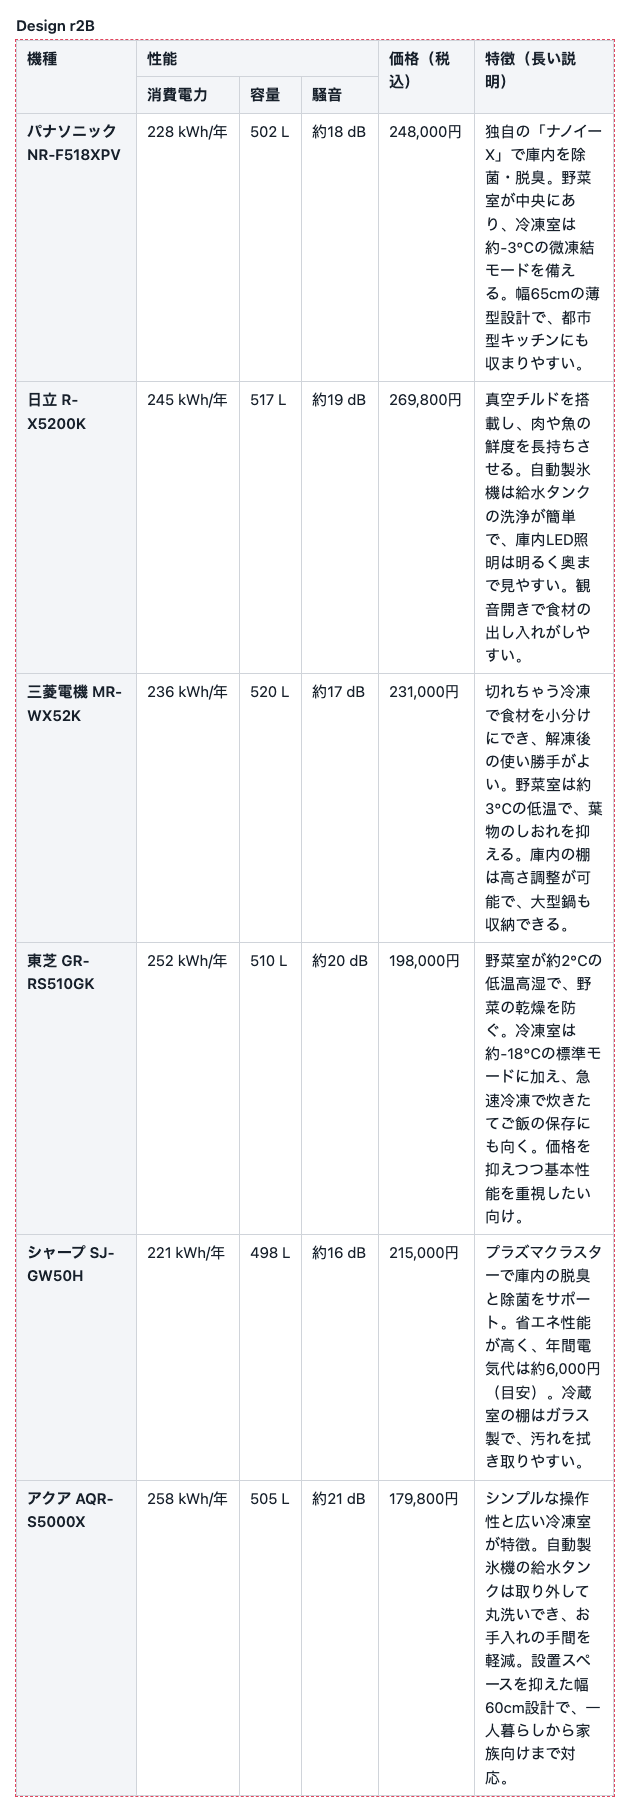 Design r2B
機種
性能
価格（税
込）
特徴（長い説
明）
消費電力
容量
騒音
パナソニック
NR-F518XPV
228 kWh/年
502 L
約18 dB
248,000円
独自の「ナノイー
X」で庫内を除
菌・脱臭。野菜
室が中央にあ
り、冷凍室は
約-3°Cの微凍結
モードを備え
る。幅65cmの薄
型設計で、都市
型キッチンにも
収まりやすい。
日立 R-
X5200K
245 kWh/年
517 L
約19 dB
269,800円
真空チルドを搭
載し、肉や魚の
鮮度を長持ちさ
せる。自動製氷
機は給水タンク
の洗浄が簡単
で、庫内LED照
明は明るく奥ま
で見やすい。観
音開きで食材の
出し入れがしや
すい。
三菱電機 MR-
WX52K
236 kWh/年
520 L
約17 dB
231,000円
切れちゃう冷凍
で食材を小分け
にでき、解凍後
の使い勝手がよ
い。野菜室は約
3°Cの低温で、葉
物のしおれを抑
える。庫内の棚
は高さ調整が可
能で、大型鍋も
収納できる。
東芝 GR-
RS510GK
252 kWh/年
510 L
約20 dB
198,000円
野菜室が約2°Cの
低温高湿で、野
菜の乾燥を防
ぐ。冷凍室は
約-18°Cの標準モ
ードに加え、急
速冷凍で炊きた
てご飯の保存に
も向く。価格を
抑えつつ基本性
能を重視したい
向け。
シャープ SJ-
GW50H
221 kWh/年
498 L
約16 dB
215,000円
プラズマクラスタ
ーで庫内の脱臭
と除菌をサポー
ト。省エネ性能
が高く、年間電
気代は約6,000円
（目安）。冷蔵
室の棚はガラス
製で、汚れを拭
き取りやすい。
アクア AQR-
S5000X
258 kWh/年
505 L
約21 dB
179,800円
シンプルな操作
性と広い冷凍室
が特徴。自動製
氷機の給水タン
クは取り外して
丸洗いでき、お
手入れの手間を
軽減。設置スペ
ースを抑えた幅
60cm設計で、一
人暮らしから家
族向けまで対
応。